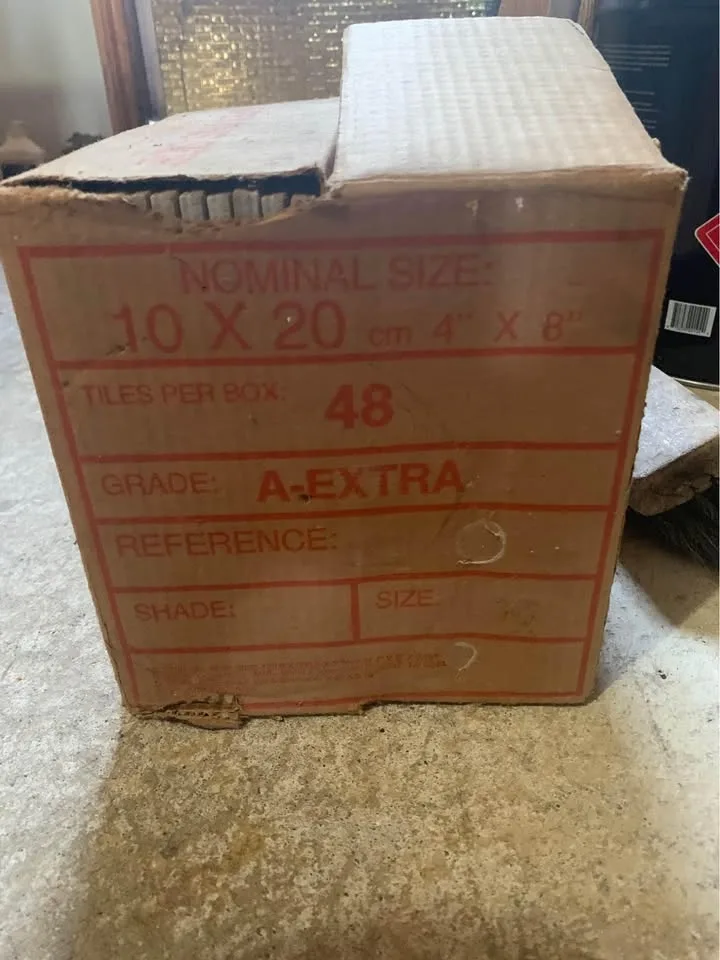 NOMINAL SIZE:
10 X 20 cm 4" X 8"
TILES PER BOX: 48
GRADE: A-EXTRA
REFERENCE:
SHADE:
SIZE: